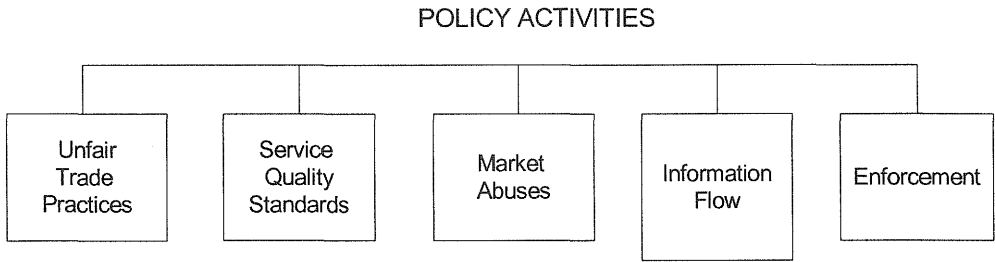 POLICY ACTIVITIES
Unfair
Trade
Practices
Service
Quality
Standards
Market
Abuses
Information
Flow
Enforcement